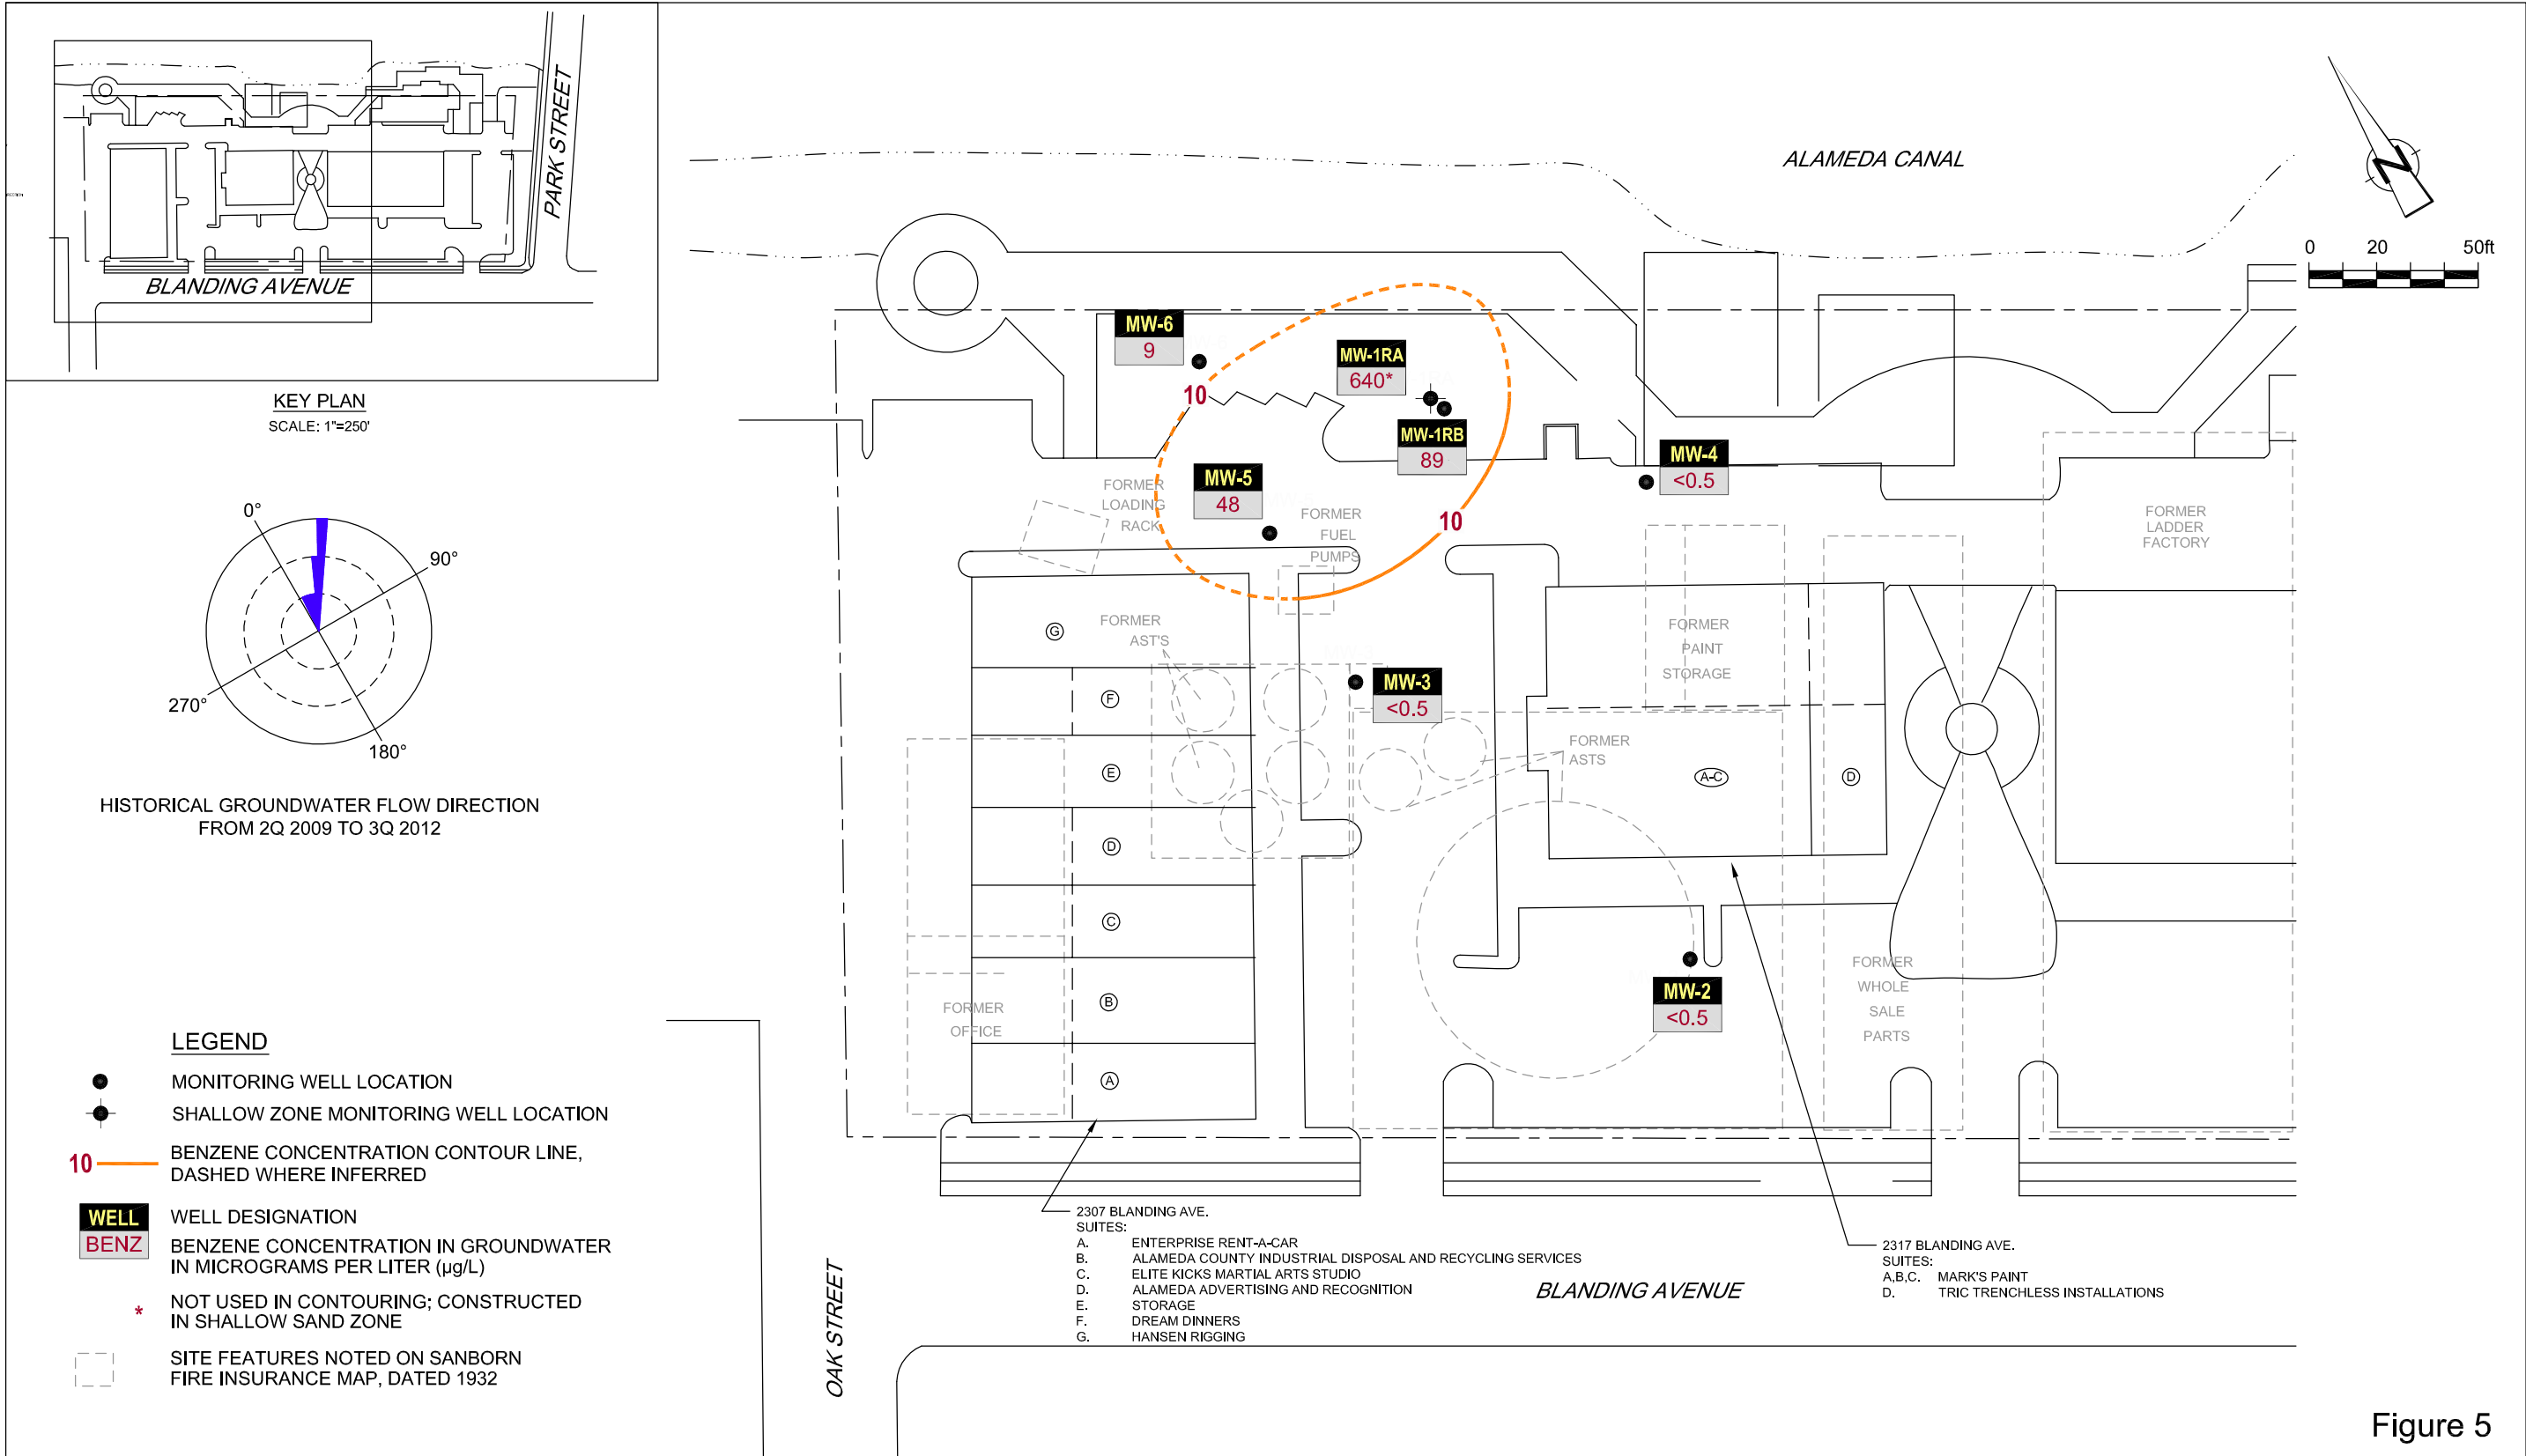 PARK STREET
BLANDING AVENUE
KEY PLAN
SCALE: 1"=250'
0°
90°
270°
180°
HISTORICAL GROUNDWATER FLOW DIRECTION
FROM 2Q 2009 TO 3Q 2012
LEGEND
MONITORING WELL LOCATION
SHALLOW ZONE MONITORING WELL LOCATION
10
BENZENE CONCENTRATION CONTOUR LINE,
DASHED WHERE INFERRED
WELL
WELL DESIGNATION
BENZ
BENZENE CONCENTRATION IN GROUNDWATER
IN MICROGRAMS PER LITER (µg/L)
*
NOT USED IN CONTOURING; CONSTRUCTED
IN SHALLOW SAND ZONE
SITE FEATURES NOTED ON SANBORN
FIRE INSURANCE MAP, DATED 1932
ALAMEDA CANAL
N
0 20 50ft
MW-6
9
10
MW-1RA
640*
MW-1RB
89
MW-5
48
10
MW-4
<0.5
FORMER
LOADING
RACK
FORMER
FUEL
PUMPS
FORMER
LADDER
FACTORY
FORMER
AST'S
FORMER
PAINT
STORAGE
MW-3
<0.5
FORMER
ASTS
G
F
E
D
C
B
A
A-C
D
FORMER
OFFICE
MW-2
<0.5
FORMER
WHOLE
SALE
PARTS
2307 BLANDING AVE.
SUITES:
A. ENTERPRISE RENT-A-CAR
B. ALAMEDA COUNTY INDUSTRIAL DISPOSAL AND RECYCLING SERVICES
C. ELITE KICKS MARTIAL ARTS STUDIO
D. ALAMEDA ADVERTISING AND RECOGNITION
E. STORAGE
F. DREAM DINNERS
G. HANSEN RIGGING
2317 BLANDING AVE.
SUITES:
A,B,C. MARK'S PAINT
D. TRIC TRENCHLESS INSTALLATIONS
BLANDING AVENUE
OAK STREET
Figure 5